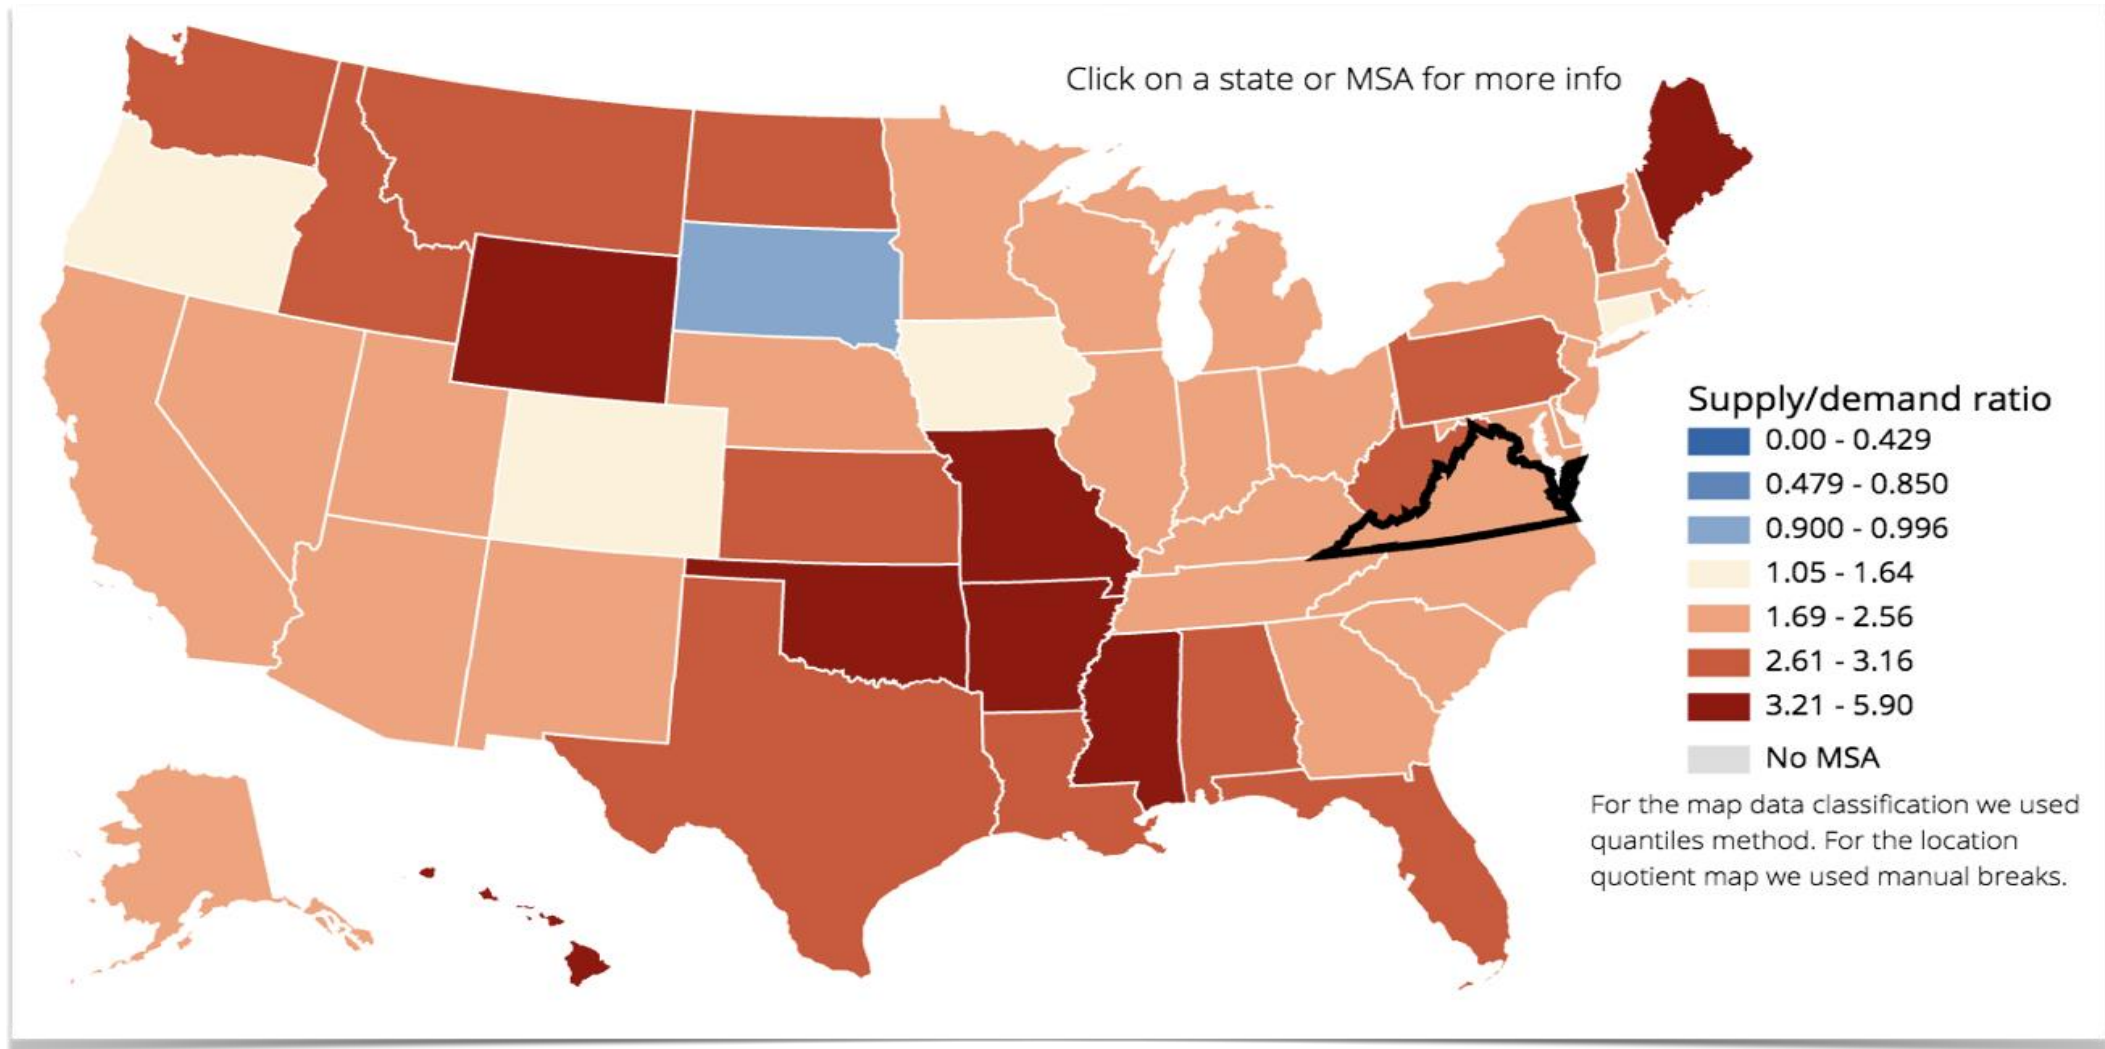 Click on a state or MSA for more info
Supply/demand ratio
0.00 - 0.429
0.479 - 0.850
0.900 - 0.996
1.05 - 1.64
1.69 - 2.56
2.61 - 3.16
3.21 - 5.90
No MSA
For the map data classification we used
quantiles method. For the location
quotient map we used manual breaks.